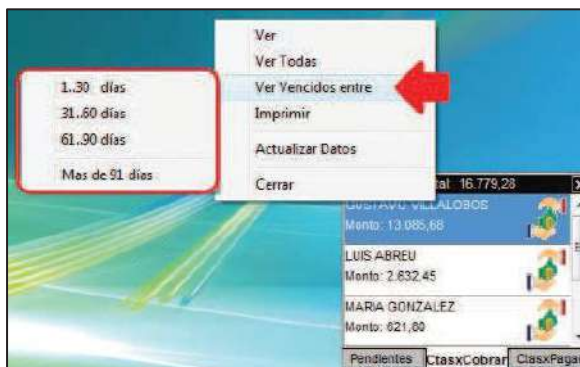 Ver
Ver Todas
Ver Vencidos entre
Imprimir
Actualizar Datos
Cerrar
1..30 días
31..60 días
61..90 días
Mas de 91 días
tal: 16.779,28
GUSTAVO VILLALOBOS
Monto: 13.085,68
LUIS ABREU
Monto: 2.632,45
MARIA GONZALEZ
Monto: 621,80
Pendientes CtasxCobrar CtasxPagar